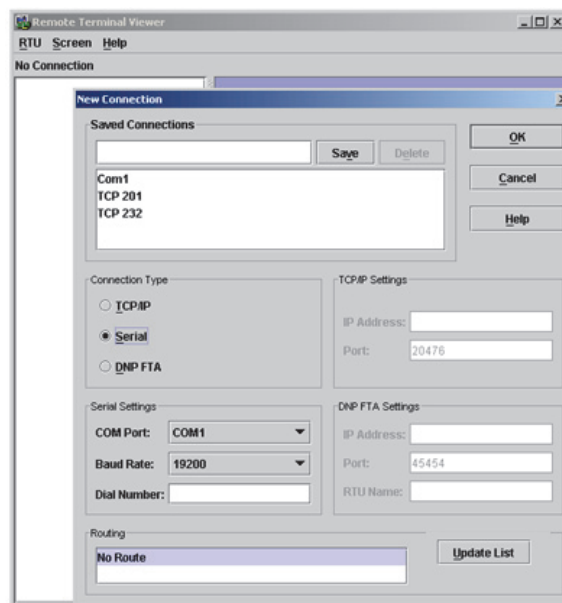 Remote Terminal Viewer
RTU Screen Help
No Connection
New Connection
Saved Connections
Save
Delete
OK
Com1
TCP 201
TCP 232
Cancel
Help
Connection Type
TCP/IP
Serial
DNP FTA
TCP/IP Settings
IP Address:
Port: 20476
Serial Settings
COM Port: COM1
Baud Rate: 19200
Dial Number:
DNP FTA Settings
IP Address:
Port: 45454
RTU Name:
Routing
No Route
Update List